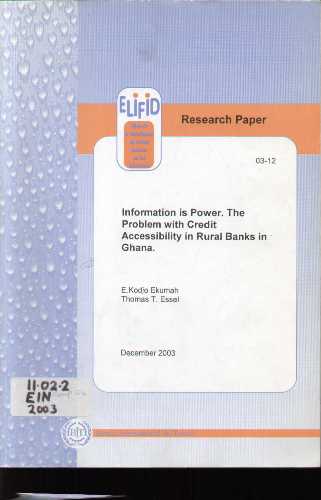 ELIFID
Research Paper
03-12
Information is Power. The
Problem with Credit
Accessibility in Rural Banks in
Ghana.
E.Kodjo Ekumah
Thomas T. Essel
December 2003
11.02.2
EIN
2003